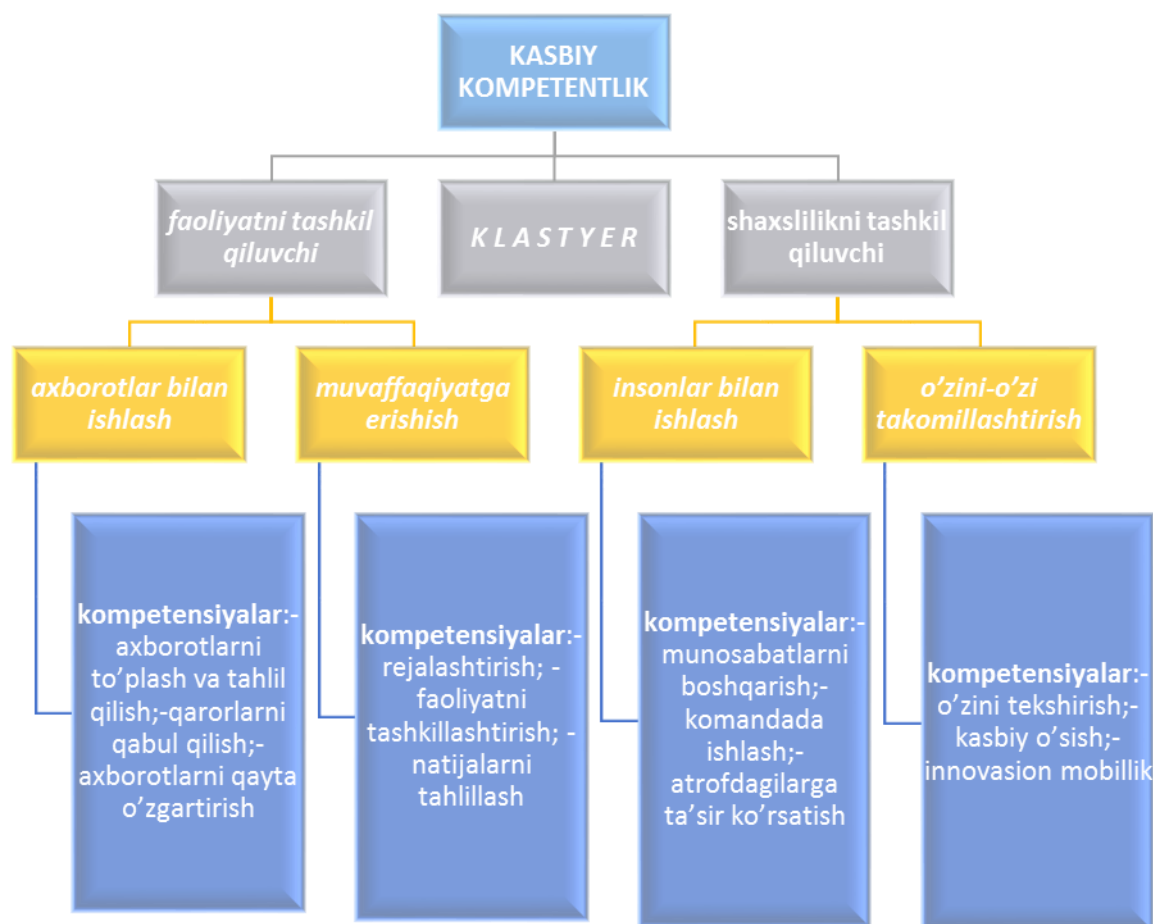 KASBIY
KOMPETENTLIK
faoliyatni tashkil
qiluvchi
K L A S T Y E R
shaxslilikni tashkil
qiluvchi
axborotlar bilan
ishlash
muvaffaqiyatga
erishish
insonlar bilan
ishlash
o’zini-o’zi
takomillashtirish
kompetensiyalar:-
axborotlarni
to’plash va tahlil
qilish;-qarorlarni
qabul qilish;-
axborotlarni qayta
o’zgartirish
kompetensiyalar:-
rejalashtirish; -
faoliyatni
tashkillashtirish; -
natijalarni
tahlillash
kompetensiyalar:-
munosabatlarni
boshqarish;-
komandada
ishlash;-
atrofdagilarga
ta’sir ko’rsatish
kompetensiyalar:-
o’zini tekshirish;-
kasbiy o’sish;-
innovasion mobillik